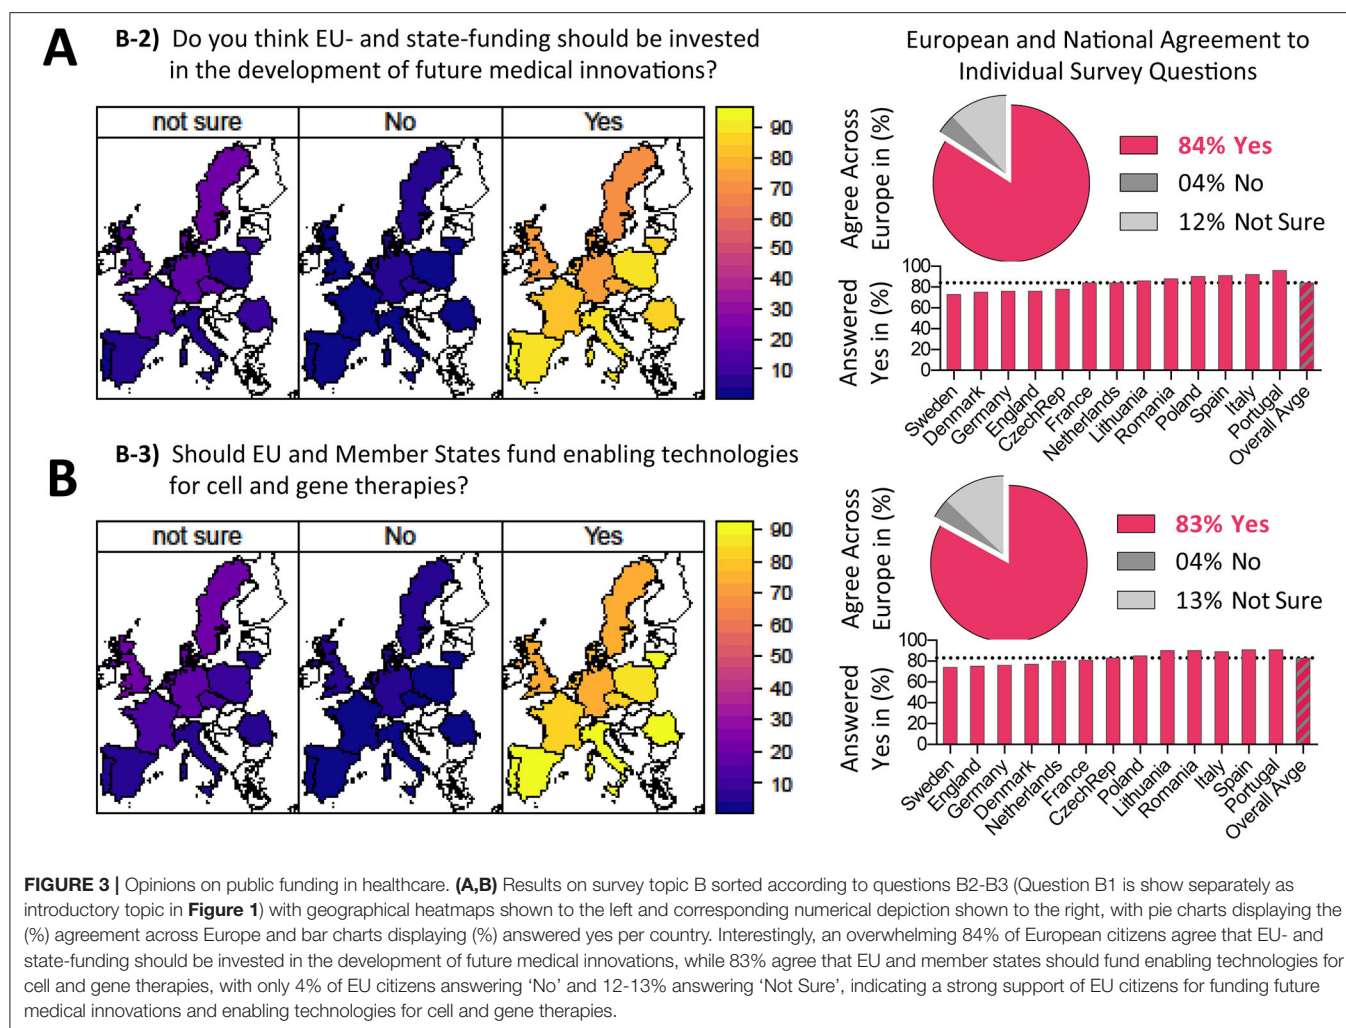 A
B-2) Do you think EU- and state-funding should be invested
in the development of future medical innovations?
not sure
No
Yes
90
80
70
60
50
40
30
20
10
European and National Agreement to
Individual Survey Questions
Agree Across
Europe in (%)
84% Yes
04% No
12% Not Sure
Answered
Yes in (%)
100
80
60
40
20
0
Sweden
Denmark
Germany
England
CzechRep
France
Netherlands
Lithuania
Romania
Poland
Spain
Italy
Portugal
Overall Avge
B
B-3) Should EU and Member States fund enabling technologies
for cell and gene therapies?
not sure
No
Yes
90
80
70
60
50
40
30
20
10
Agree Across
Europe in (%)
83% Yes
04% No
13% Not Sure
Answered
Yes in (%)
100
80
60
40
20
0
Sweden
England
Germany
Denmark
Netherlands
France
CzechRep
Poland
Lithuania
Romania
Italy
Spain
Portugal
Overall Avge
FIGURE 3 | Opinions on public funding in healthcare. (A,B) Results on survey topic B sorted according to questions B2-B3 (Question B1 is show separately as
introductory topic in Figure 1) with geographical heatmaps shown to the left and corresponding numerical depiction shown to the right, with pie charts displaying the
(%) agreement across Europe and bar charts displaying (%) answered yes per country. Interestingly, an overwhelming 84% of European citizens agree that EU- and
state-funding should be invested in the development of future medical innovations, while 83% agree that EU and member states should fund enabling technologies for
cell and gene therapies, with only 4% of EU citizens answering ‘No’ and 12-13% answering ‘Not Sure’, indicating a strong support of EU citizens for funding future
medical innovations and enabling technologies for cell and gene therapies.